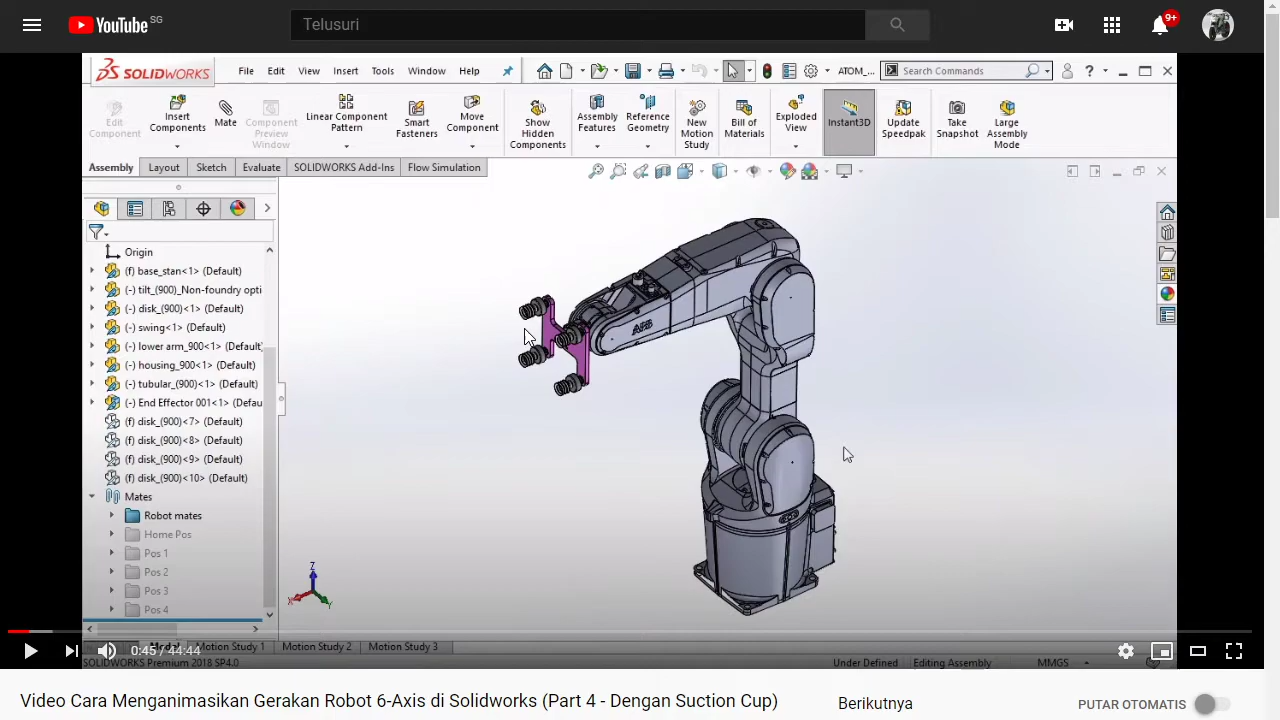 YouTube SG
Telusuri
9+
SOLIDWORKS
File Edit View Insert Tools Window Help
ATOM_...
Search Commands
?
Edit Component
Insert Components
Mate
Component Preview Window
Linear Component Pattern
Smart Fasteners
Move Component
Show Hidden Components
Assembly Features
Reference Geometry
New Motion Study
Bill of Materials
Exploded View
Instant3D
Update Speedpak
Take Snapshot
Large Assembly Mode
Assembly Layout Sketch Evaluate SOLIDWORKS Add-Ins Flow Simulation
Origin
(f) base_stan<1> (Default)
(-) tilt_(900)_Non-foundry opti
(-) disk_(900)<1> (Default)
(-) swing<1> (Default)
(-) lower arm_900<1> (Default)
(-) housing_900<1> (Default)
(-) tubular_(900)<1> (Default)
(-) End Effector 001<1> (Defau
(f) disk_(900)<7> (Default)
(f) disk_(900)<8> (Default)
(f) disk_(900)<9> (Default)
(f) disk_(900)<10> (Default)
Mates
Robot mates
Home Pos
Pos 1
Pos 2
Pos 3
Pos 4
ABB
Z
X
Y
Model Motion Study 1 Motion Study 2 Motion Study 3
0:45 / 44:44
SOLIDWORKS Premium 2018 SP4.0
Under Defined Editing Assembly MMGS
Video Cara Menganimasikan Gerakan Robot 6-Axis di Solidworks (Part 4 - Dengan Suction Cup)
Berikutnya
PUTAR OTOMATIS